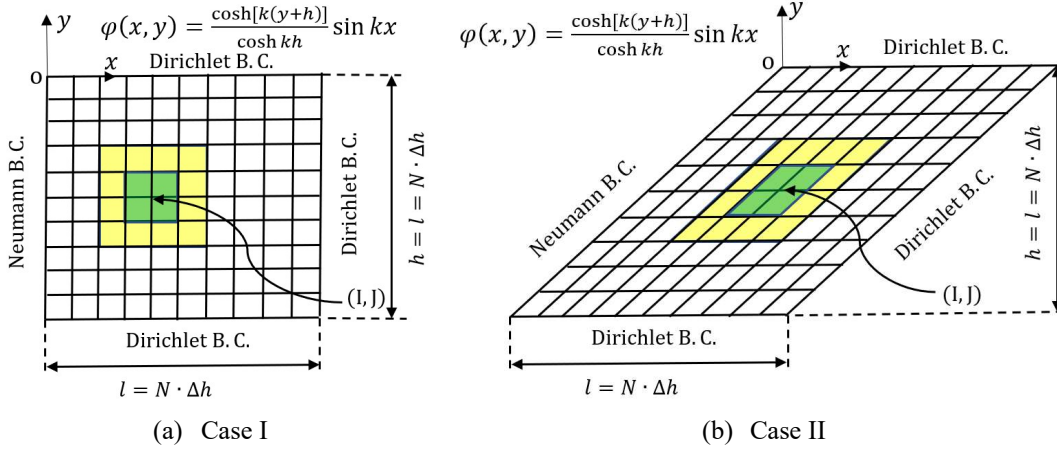 y
φ(x, y) = cosh[k(y+h)] / cosh kh sin kx
x
o
Dirichlet B. C.
Neumann B. C.
Dirichlet B. C.
h = l = N · Δh
(I, J)
Dirichlet B. C.
l = N · Δh
(a) Case I
y
φ(x, y) = cosh[k(y+h)] / cosh kh sin kx
Dirichlet B. C.
o
x
Neumann B. C.
Dirichlet B. C.
h = l = N · Δh
(I, J)
Dirichlet B. C.
l = N · Δh
(b) Case II